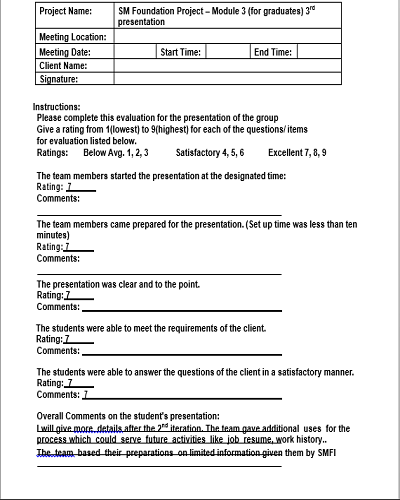 Project Name: SM Foundation Project – Module 3 (for graduates) 3rd
presentation
Meeting Location:
Meeting Date: Start Time: End Time:
Client Name:
Signature:
Instructions:
Please complete this evaluation for the presentation of the group
Give a rating from 1(lowest) to 9(highest) for each of the questions/ items
for evaluation listed below.
Ratings: Below Avg. 1, 2, 3 Satisfactory 4, 5, 6 Excellent 7, 8, 9
The team members started the presentation at the designated time:
Rating: 7
Comments:
The team members came prepared for the presentation. (Set up time was less than ten
minutes)
Rating: 7
Comments:
The presentation was clear and to the point.
Rating: 7
Comments:
The students were able to meet the requirements of the client.
Rating: 7
Comments:
The students were able to answer the questions of the client in a satisfactory manner.
Rating: 7
Comments: 7
Overall Comments on the student's presentation:
I will give more details after the 2nd iteration. The team gave additional uses for the
process which could serve future activities like job resume, work history..
The team based their preparations on limited information given them by SMFI